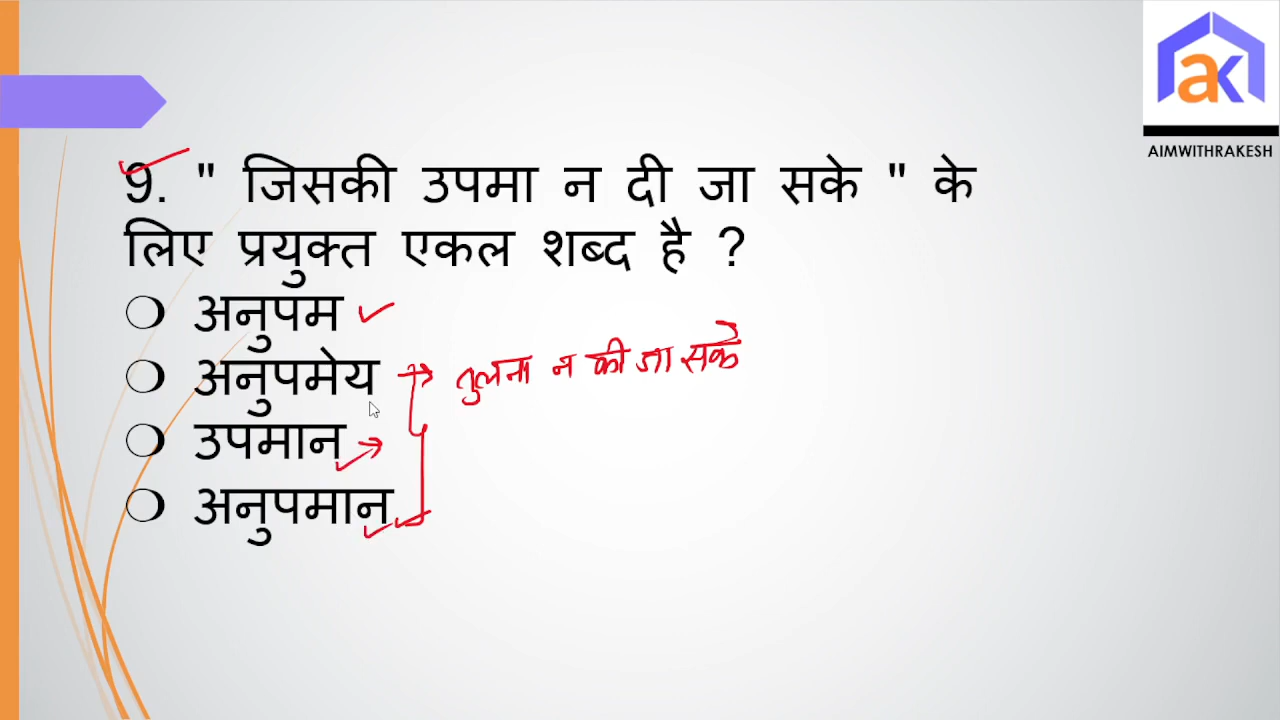 ak
AIMWITHRAKESH
9. " जिसकी उपमा न दी जा सके " के
लिए प्रयुक्त एकल शब्द है ?
अनुपम
अनुपमेय
तुलना न की जा सके
उपमान
अनुपमान